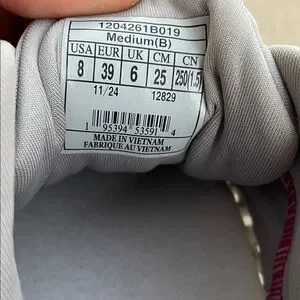 1204261B019
Medium(B)
USA EUR UK CM CN
8 39 6 25 250(1.5)
11/24 12829
1 95394 53591 4
MADE IN VIETNAM
FABRIQUE AU VIETNAM